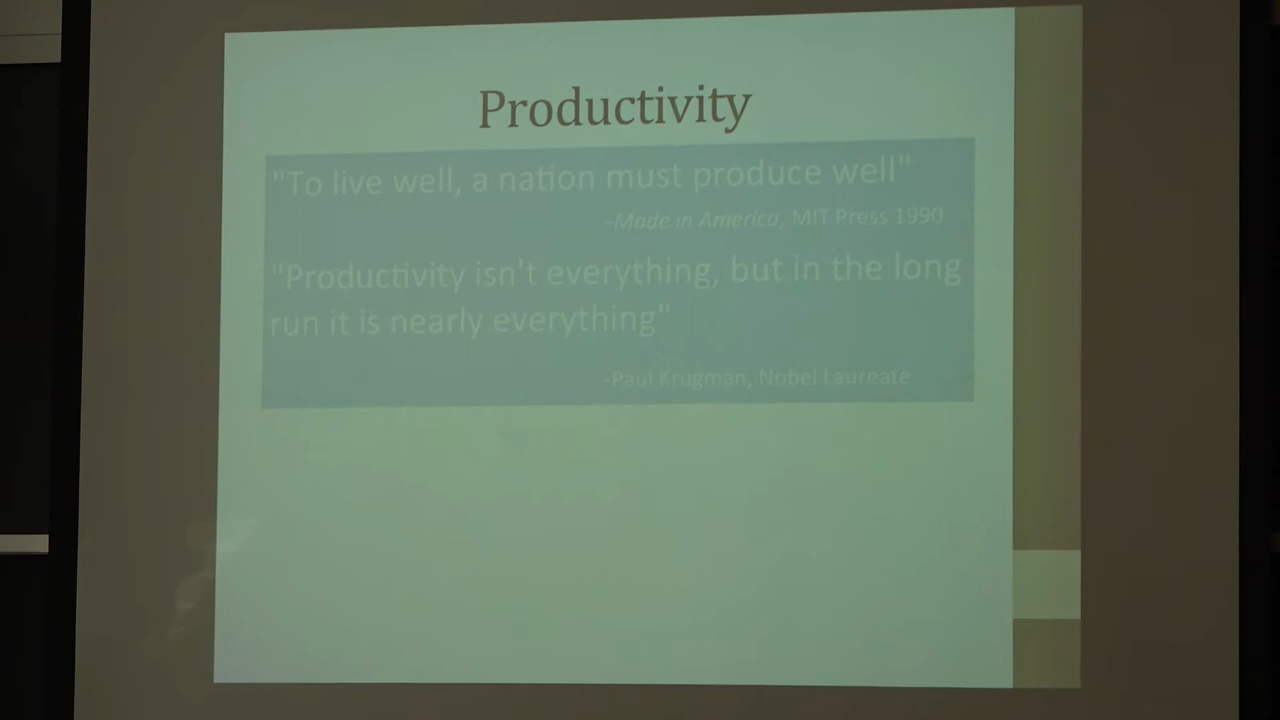 Productivity
"To live well, a nation must produce well"
-Made in America, MIT Press 1990
"Productivity isn't everything, but in the long
run it is nearly everything"
-Paul Krugman, Nobel Laureate